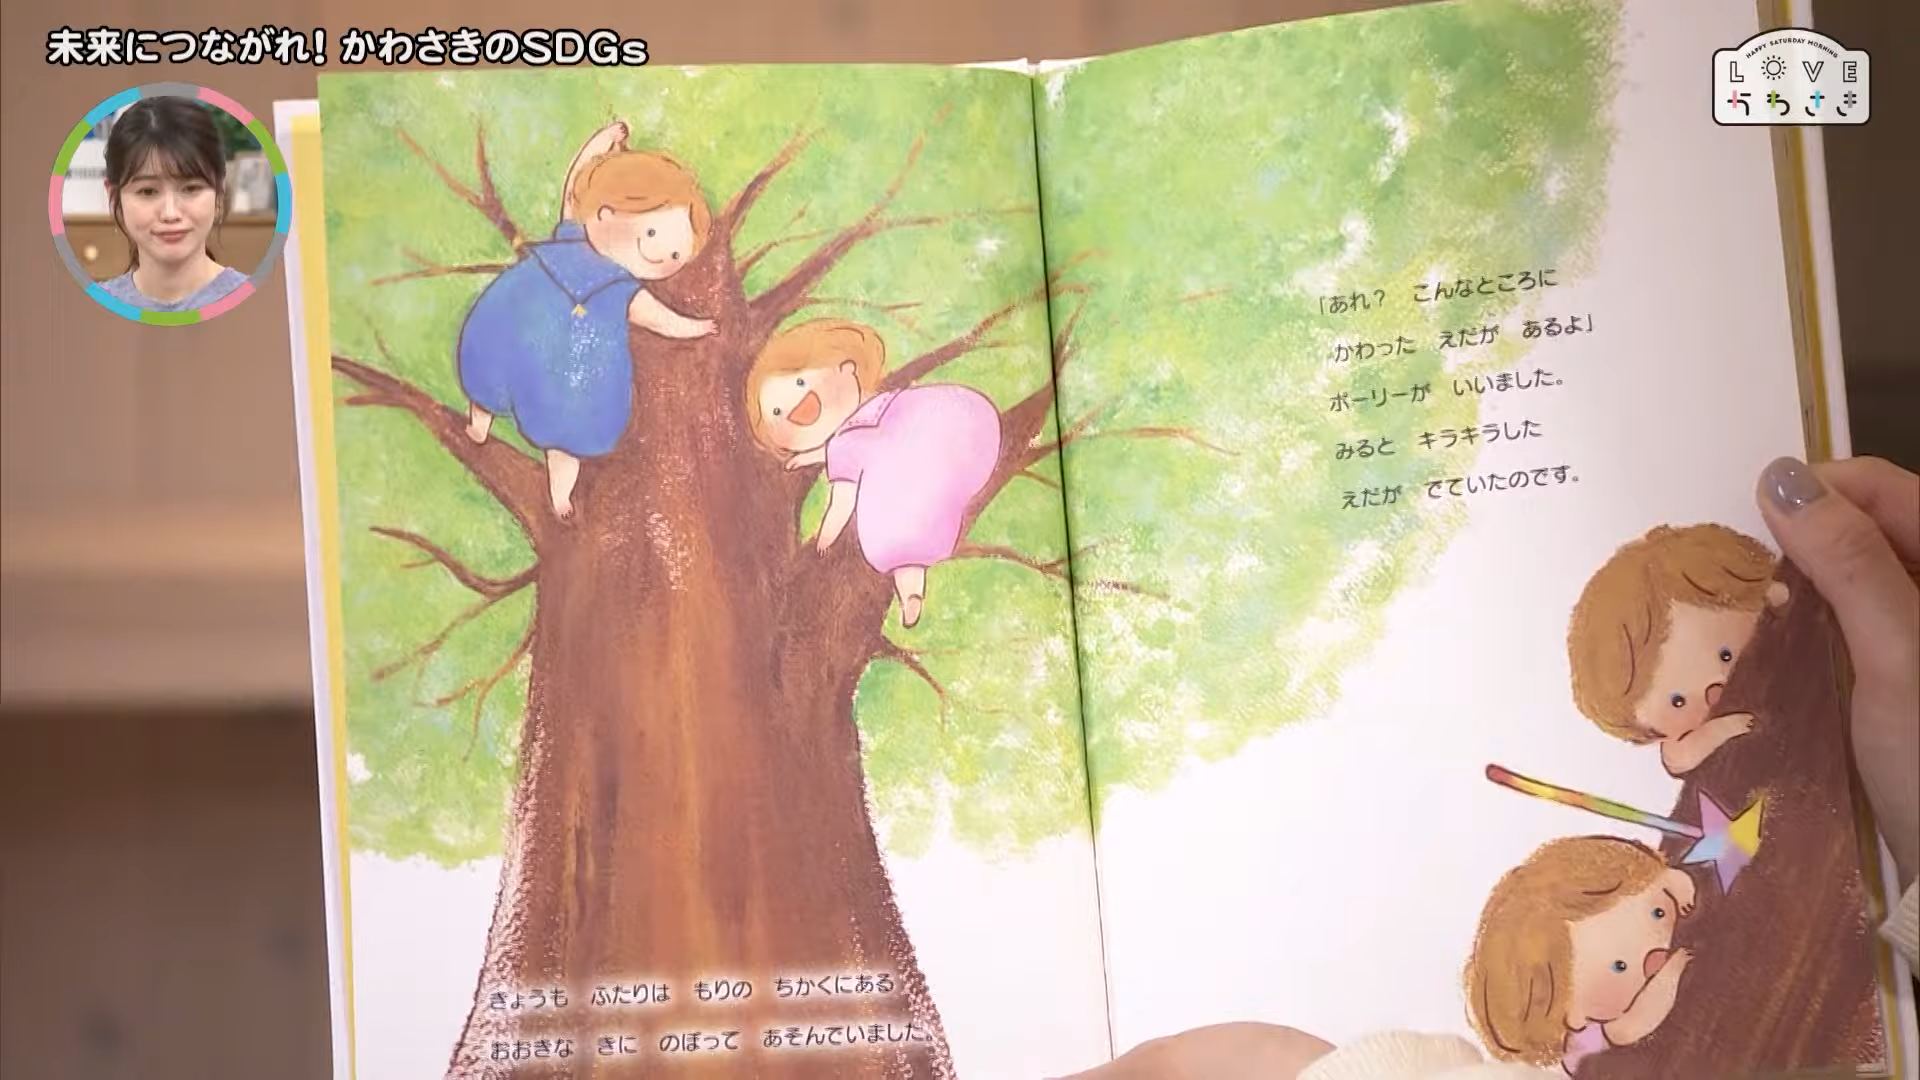 未来につながれ！かわさきのSDGs
HAPPY SATURDAY MORNING
LOVE
かわさき
きょうも ふたりは もりの ちかくにある
おおきな きに のぼって あそんでいました。
「あれ？ こんなところに
かわった えだが あるよ」
ポーリーが いいました。
みると キラキラした
えだが でていたのです。